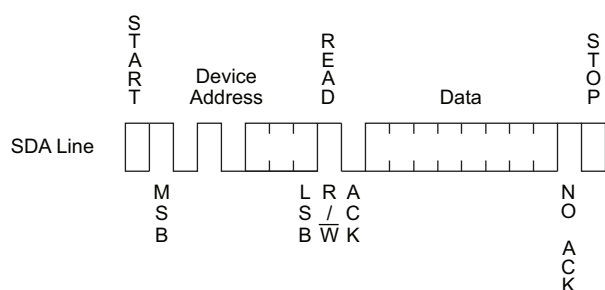 START
Device
Address
READ
Data
STOP
SDA Line
MSB
LSB
R/W
ACK
NO ACK